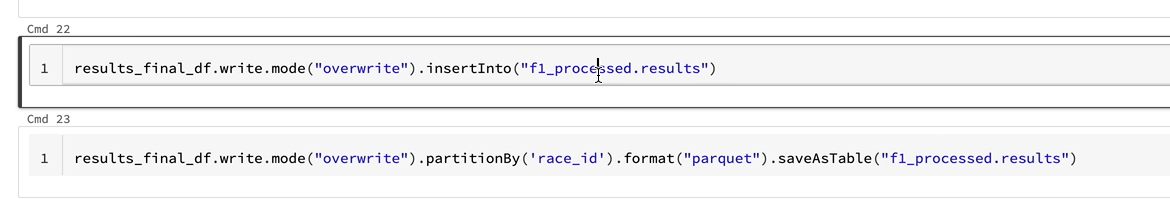 Cmd 22
1 results_final_df.write.mode("overwrite").insertInto("f1_processed.results")
Cmd 23
1 results_final_df.write.mode("overwrite").partitionBy('race_id').format("parquet").saveAsTable("f1_processed.results")